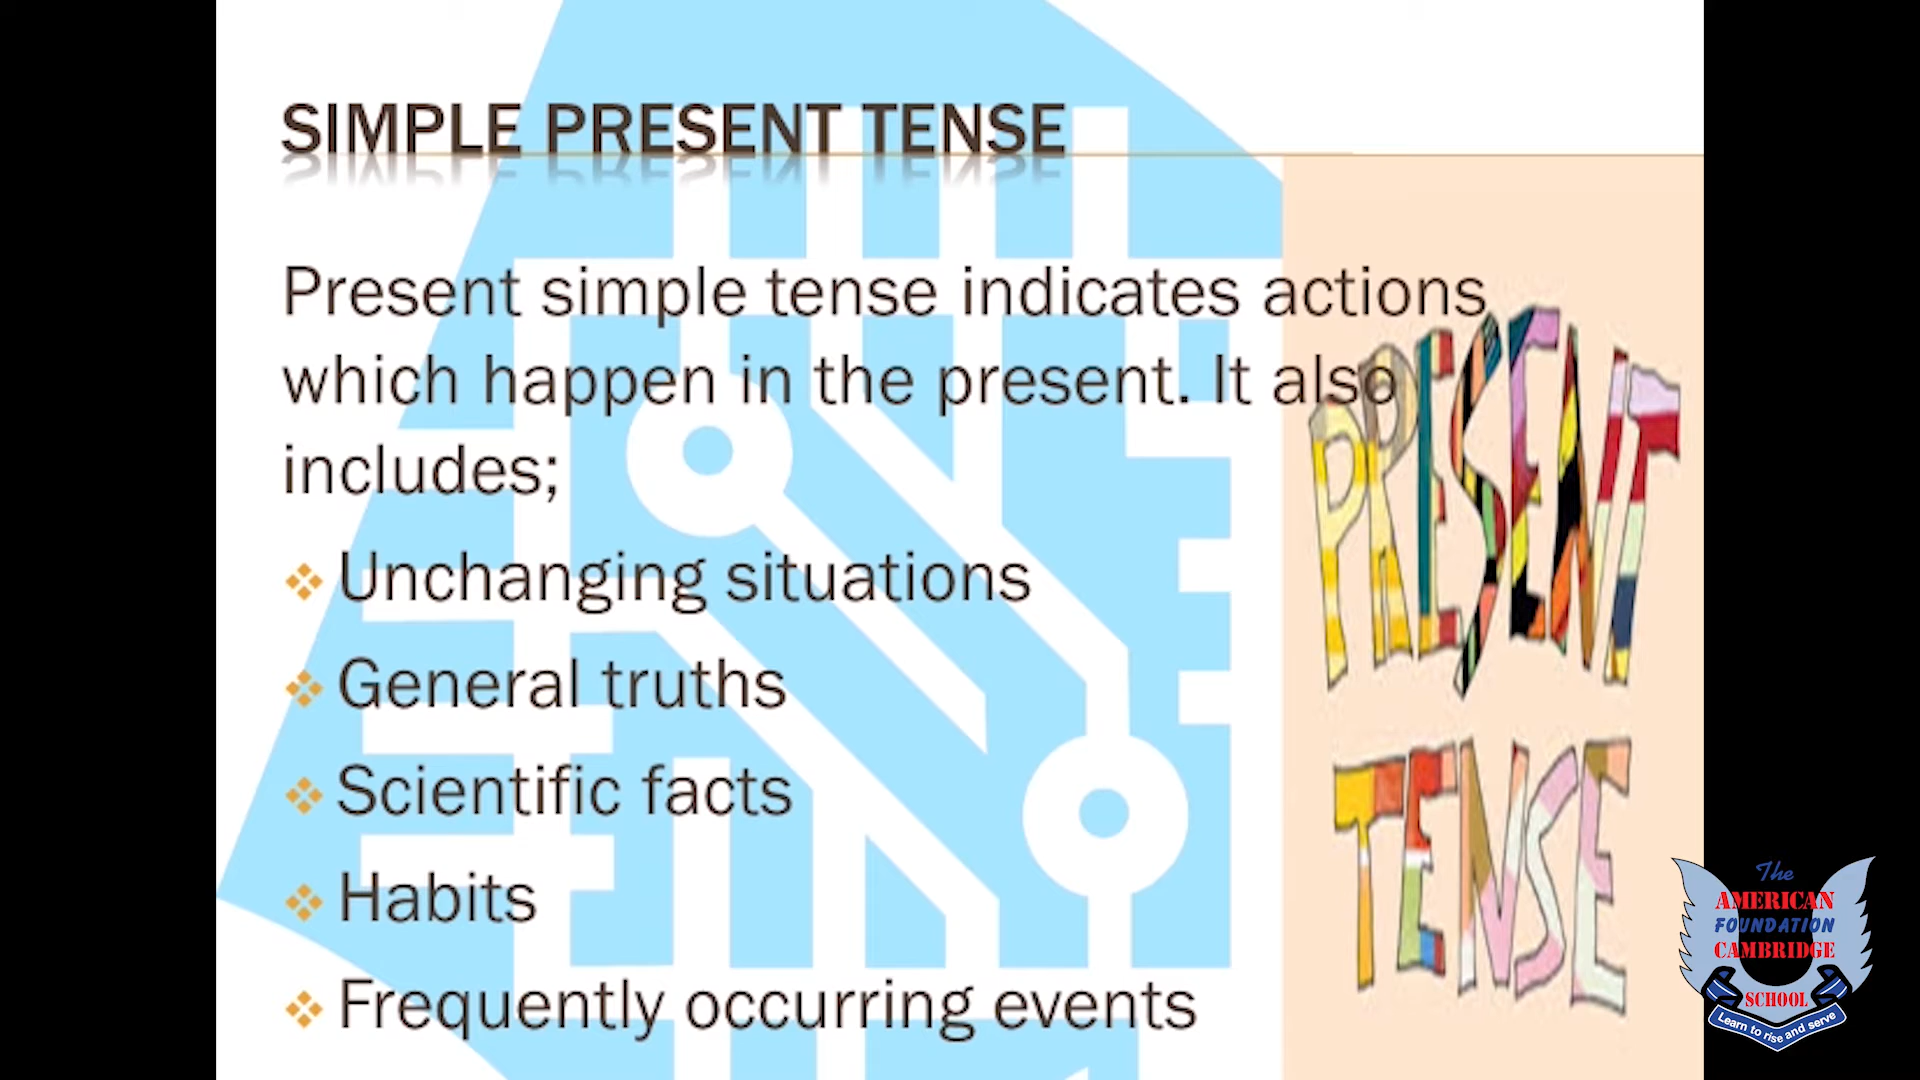 SIMPLE PRESENT TENSE
Present simple tense indicates actions
which happen in the present. It also
includes;
Unchanging situations
General truths
Scientific facts
Habits
Frequently occurring events
PRESENT
TENSE
The
AMERICAN
FOUNDATION
CAMBRIDGE
SCHOOL
Learn to rise and serve